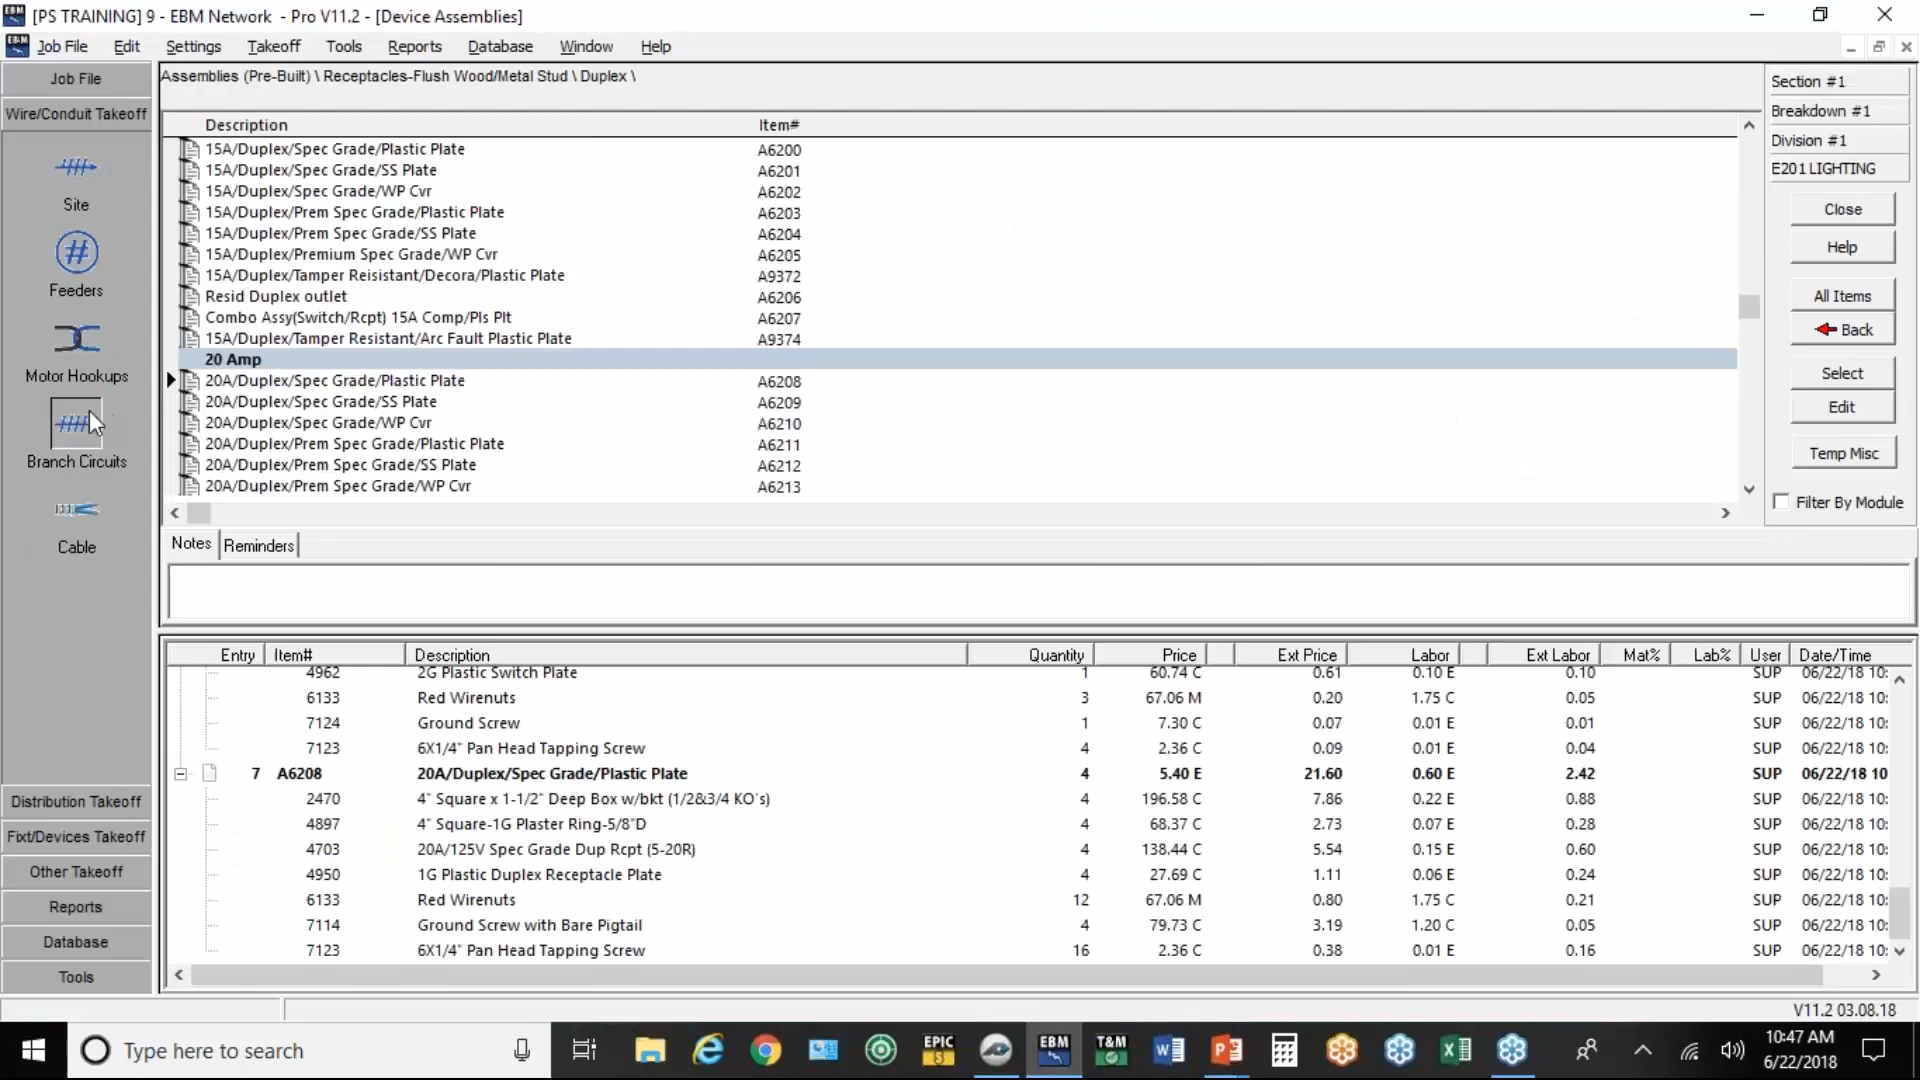 [PS TRAINING] 9 - EBM Network - Pro V11.2 - [Device Assemblies]
Job File Edit Settings Takeoff Tools Reports Database Window Help
Job File
Wire/Conduit Takeoff
Site
Feeders
Motor Hookups
Branch Circuits
Cable
Distribution Takeoff
Fixt/Devices Takeoff
Other Takeoff
Reports
Database
Tools
Assemblies (Pre-Built) \ Receptacles-Flush Wood/Metal Stud \ Duplex \
Description Item#
15A/Duplex/Spec Grade/Plastic Plate A6200
15A/Duplex/Spec Grade/SS Plate A6201
15A/Duplex/Spec Grade/WP Cvr A6202
15A/Duplex/Prem Spec Grade/Plastic Plate A6203
15A/Duplex/Prem Spec Grade/SS Plate A6204
15A/Duplex/Premium Spec Grade/WP Cvr A6205
15A/Duplex/Tamper Reisistant/Decora/Plastic Plate A9372
Resid Duplex outlet A6206
Combo Assy(Switch/Rcpt) 15A Comp/Pls Plt A6207
15A/Duplex/Tamper Resistant/Arc Fault Plastic Plate A9374
20 Amp
20A/Duplex/Spec Grade/Plastic Plate A6208
20A/Duplex/Spec Grade/SS Plate A6209
20A/Duplex/Spec Grade/WP Cvr A6210
20A/Duplex/Prem Spec Grade/Plastic Plate A6211
20A/Duplex/Prem Spec Grade/SS Plate A6212
20A/Duplex/Prem Spec Grade/WP Cvr A6213
Section #1
Breakdown #1
Division #1
E201 LIGHTING
Close
Help
All Items
Back
Select
Edit
Temp Misc
Filter By Module
Notes Reminders
Entry Item# Description Quantity Price Ext Price Labor Ext Labor Mat% Lab% User Date/Time
4962 2G Plastic Switch Plate 1 60.74 C 0.61 0.10 E 0.10 SUP 06/22/18 10:
6133 Red Wirenuts 3 67.06 M 0.20 1.75 C 0.05 SUP 06/22/18 10:
7124 Ground Screw 1 7.30 C 0.07 0.01 E 0.01 SUP 06/22/18 10:
7123 6X1/4" Pan Head Tapping Screw 4 2.36 C 0.09 0.01 E 0.04 SUP 06/22/18 10:
7 A6208 20A/Duplex/Spec Grade/Plastic Plate 4 5.40 E 21.60 0.60 E 2.42 SUP 06/22/18 10
2470 4" Square x 1-1/2" Deep Box w/bkt (1/2&3/4 KO's) 4 196.58 C 7.86 0.22 E 0.88 SUP 06/22/18 10:
4897 4" Square-1G Plaster Ring-5/8"D 4 68.37 C 2.73 0.07 E 0.28 SUP 06/22/18 10:
4703 20A/125V Spec Grade Dup Rcpt (5-20R) 4 138.44 C 5.54 0.15 E 0.60 SUP 06/22/18 10:
4950 1G Plastic Duplex Receptacle Plate 4 27.69 C 1.11 0.06 E 0.24 SUP 06/22/18 10:
6133 Red Wirenuts 12 67.06 M 0.80 1.75 C 0.21 SUP 06/22/18 10:
7114 Ground Screw with Bare Pigtail 4 79.73 C 3.19 1.20 C 0.05 SUP 06/22/18 10:
7123 6X1/4" Pan Head Tapping Screw 16 2.36 C 0.38 0.01 E 0.16 SUP 06/22/18 10:
V11.2 03.08.18
Type here to search
EPIC
S
EBM
T&M
10:47 AM
6/22/2018